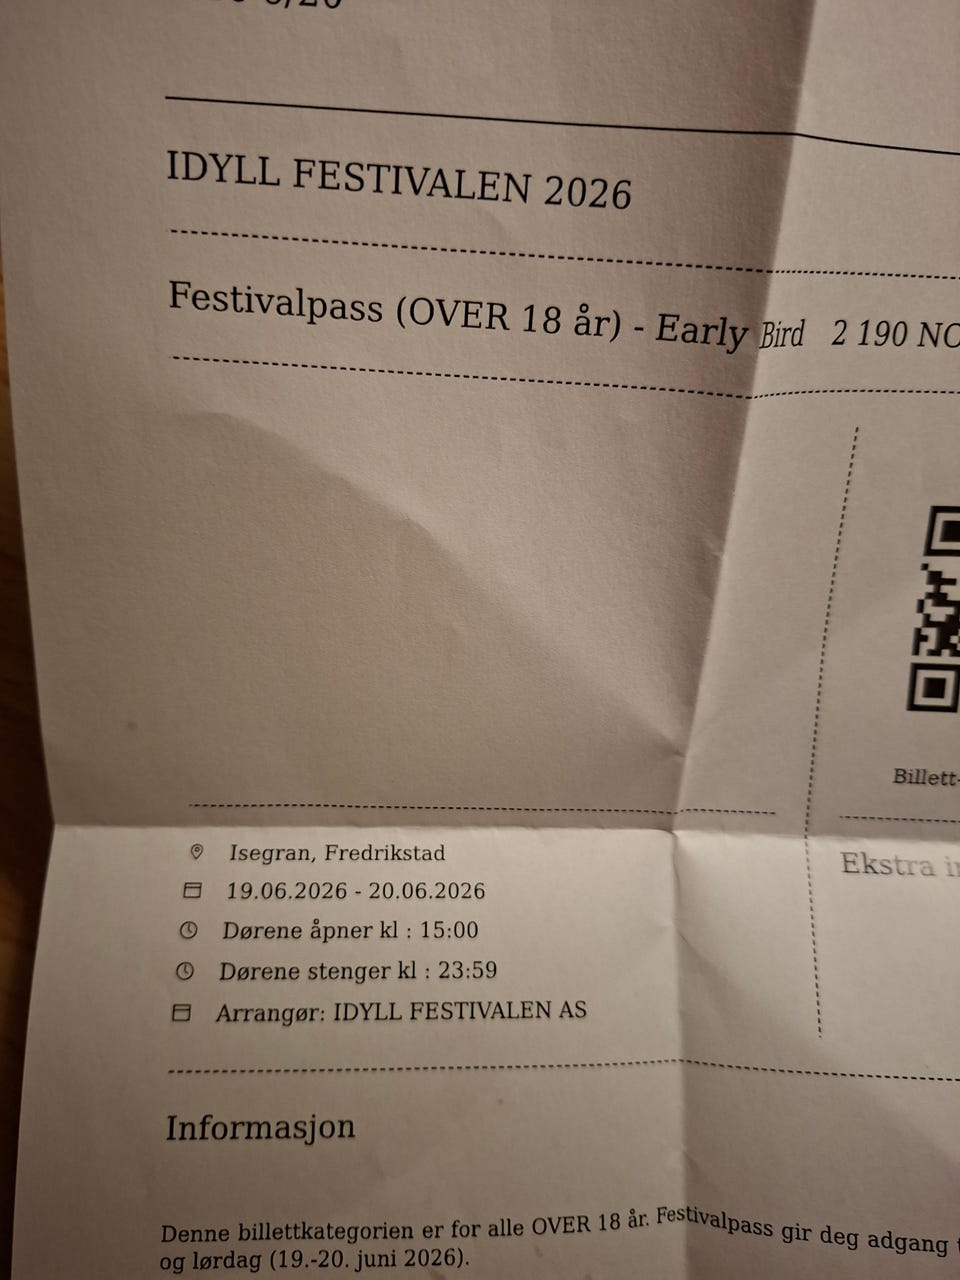 IDYLL FESTIVALEN 2026
Festivalpass (OVER 18 år) - Early Bird 2 190
Billett-
Isegran, Fredrikstad
19.06.2026 - 20.06.2026
Dørene åpner kl : 15:00
Dørene stenger kl : 23:59
Arrangør: IDYLL FESTIVALEN AS
Ekstra
Informasjon
Denne billettkategorien er for alle OVER 18 år. Festivalpass gir deg adgang
og lørdag (19.-20. juni 2026).